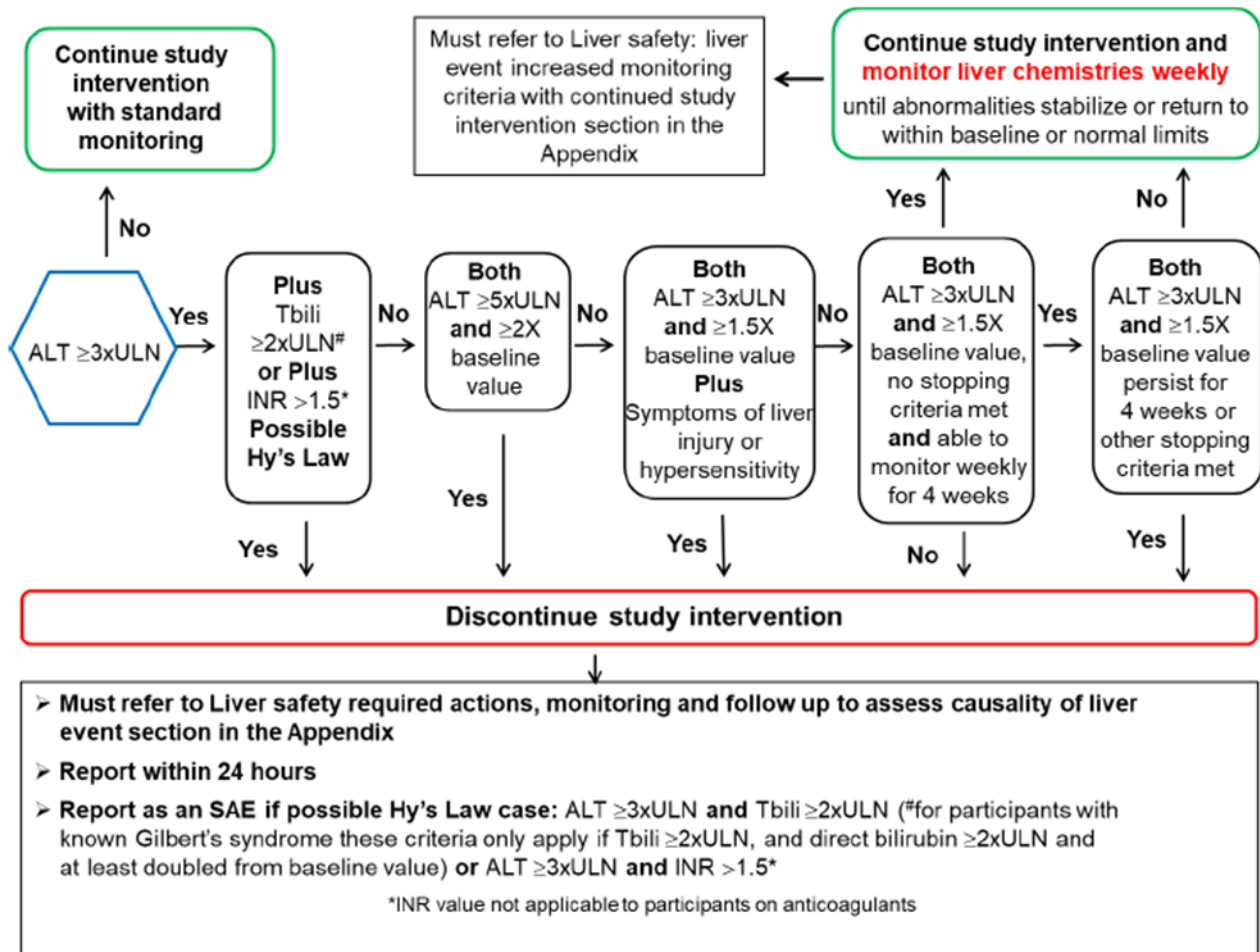 Continue study
intervention
with standard
monitoring
Must refer to Liver safety: liver
event increased monitoring
criteria with continued study
intervention section in the
Appendix
Continue study intervention and
monitor liver chemistries weekly
until abnormalities stabilize or return to
within baseline or normal limits
No
Yes
No
ALT ≥3xULN
Yes
Plus
Tbili
≥2xULN#
or Plus
INR >1.5*
Possible
Hy's Law
No
Both
ALT ≥5xULN
and ≥2X
baseline
value
No
Both
ALT ≥3xULN
and ≥1.5X
baseline value
Plus
Symptoms of liver
injury or
hypersensitivity
No
Both
ALT ≥3xULN
and ≥1.5X
baseline value,
no stopping
criteria met
and able to
monitor weekly
for 4 weeks
Yes
Both
ALT ≥3xULN
and ≥1.5X
baseline value
persist for
4 weeks or
other stopping
criteria met
Yes
Yes
Yes
No
Yes
Discontinue study intervention
➢ Must refer to Liver safety required actions, monitoring and follow up to assess causality of liver
event section in the Appendix
➢ Report within 24 hours
➢ Report as an SAE if possible Hy's Law case: ALT ≥3xULN and Tbili ≥2xULN (#for participants with
known Gilbert's syndrome these criteria only apply if Tbili ≥2xULN, and direct bilirubin ≥2xULN and
at least doubled from baseline value) or ALT ≥3xULN and INR >1.5*
*INR value not applicable to participants on anticoagulants